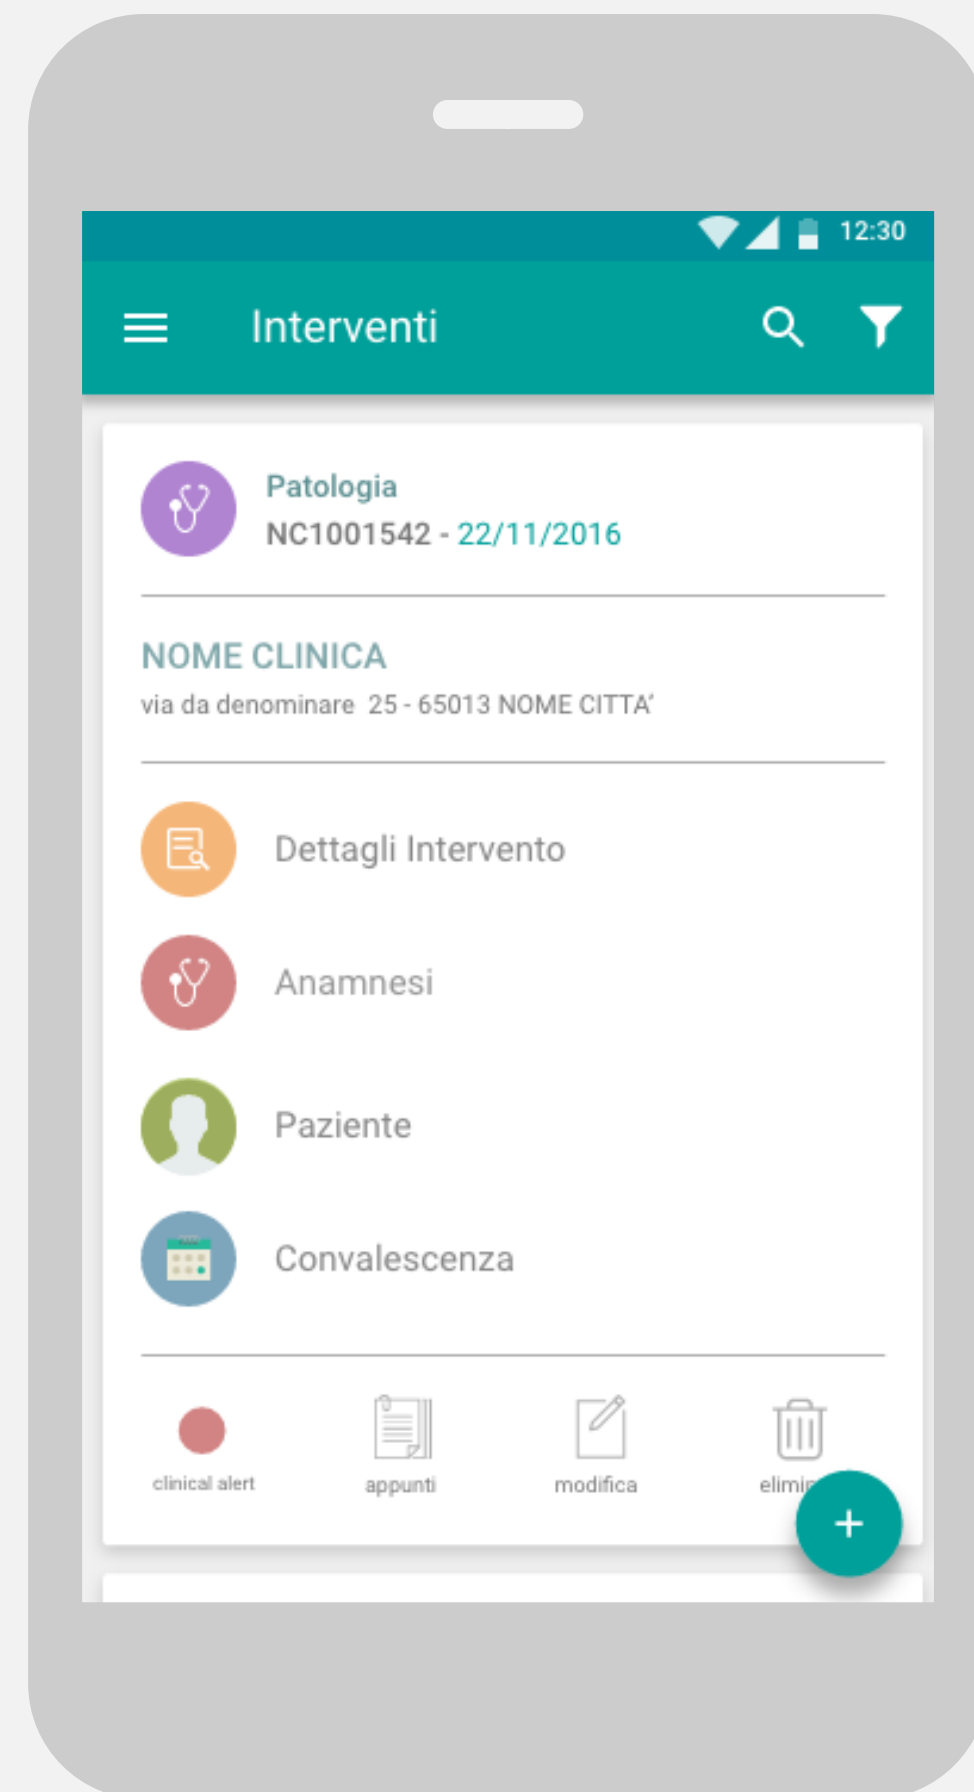 12:30
Interventi
Patologia
NC1001542 - 22/11/2016
NOME CLINICA
via da denominare 25 - 65013 NOME CITTA'
Dettagli Intervento
Anamnesi
Paziente
Convalescenza
clinical alert
appunti
modifica